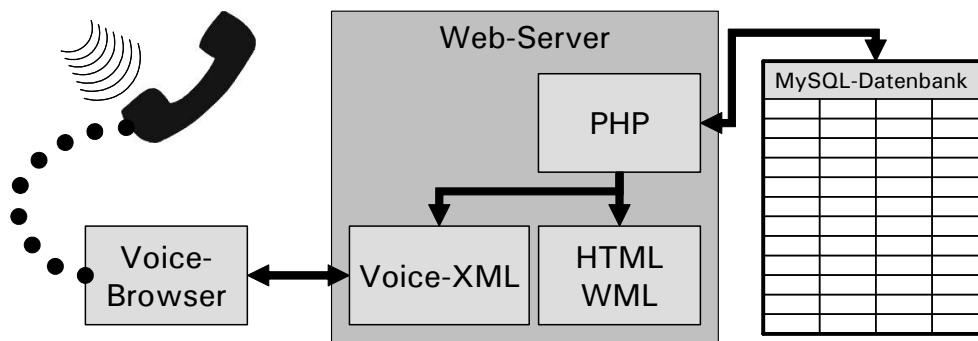 Web-Server
MySQL-Datenbank
PHP
Voice-
Browser
Voice-XML
HTML
WML